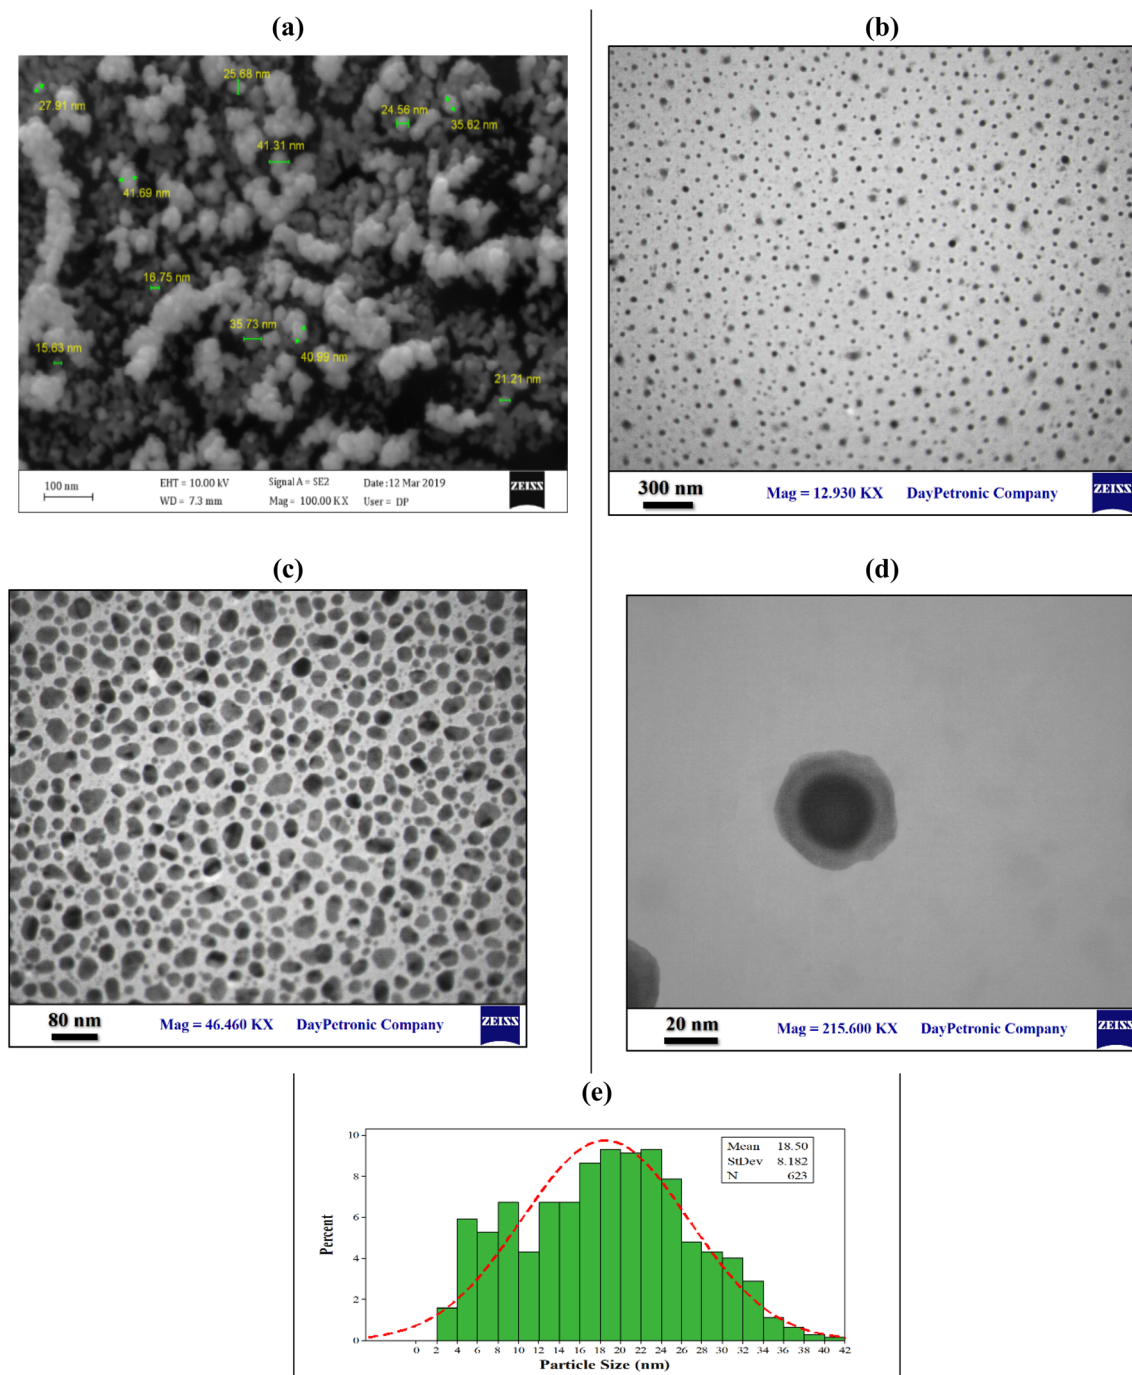 (a)
27.91 nm
25.68 nm
24.56 nm
35.62 nm
41.31 nm
41.69 nm
16.75 nm
35.73 nm
40.99 nm
15.63 nm
21.21 nm
100 nm
EHT = 10.00 kV
Signal A = SE2
Date :12 Mar 2019
WD = 7.3 mm
Mag = 100.00 K X
User = DP
ZEISS
(b)
300 nm
Mag = 12.930 KX
DayPetronic Company
ZEISS
(c)
80 nm
Mag = 46.460 KX
DayPetronic Company
ZEISS
(d)
20 nm
Mag = 215.600 KX
DayPetronic Company
ZEISS
(e)
Mean 18.50
StDev 8.182
N 623
Percent
10
8
6
4
2
0
0 2 4 6 8 10 12 14 16 18 20 22 24 26 28 30 32 34 36 38 40 42
Particle Size (nm)